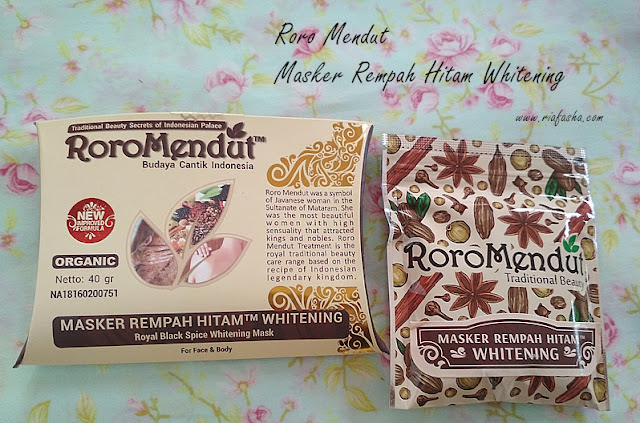 Roro Mendut
Masker Rempah Hitam Whitening
www.riafasha.com
Traditional Beauty Secrets of Indonesian Palace
RoroMendut™
Budaya Cantik Indonesia
NEW
IMPROVED
FORMULA
ORGANIC
Netto: 40 gr
NA18160200751
Roro Mendut was a symbol
of Javanese woman in the
Sultanate of Mataram. She
was the most beautiful
women with high
sensuality that attracted
kings and nobles. Roro
Mendut Treatment is the
royal traditional beauty
care range based on the
recipe of Indonesian
legendary kingdom.
MASKER REMPAH HITAM™ WHITENING
Royal Black Spice Whitening Mask
For Face & Body
RoroMendut
Traditional Beauty
MASKER REMPAH HITAM™
WHITENING